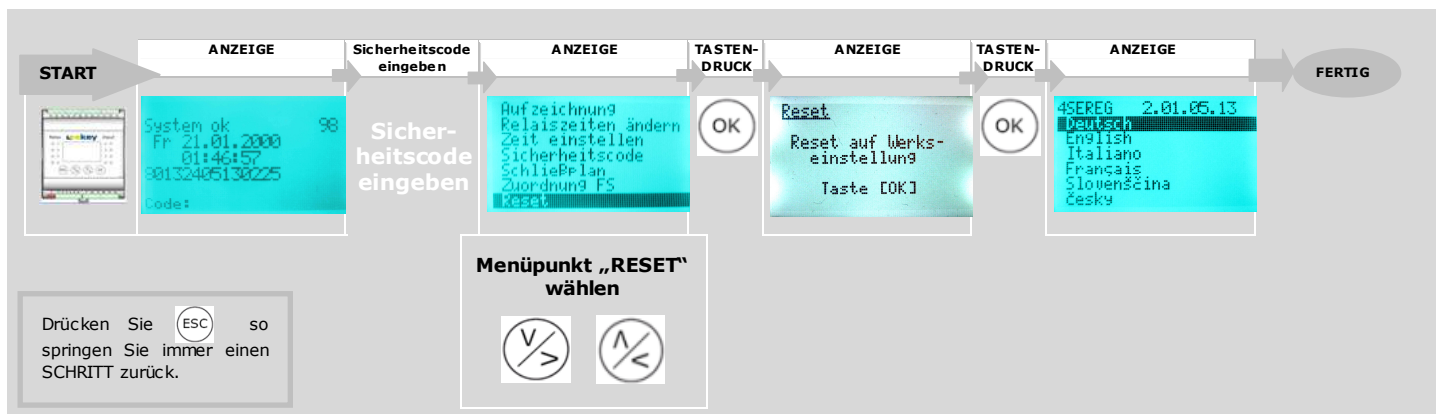 START
ANZEIGE
Sicherheitscode
eingeben
ANZEIGE
TASTEN-
DRUCK
ANZEIGE
TASTEN-
DRUCK
ANZEIGE
FERTIG
ekey
System ok 98
Fr 21.01.2000
01:46:57
80132405130225
Code:
Sicher-
heitscode
eingeben
Aufzeichnung
Relaiszeiten ändern
Zeit einstellen
Sicherheitscode
Schließplan
Zuordnung FS
Reset
OK
Reset
Reset auf Werks-
einstellung
Taste [OK]
OK
4SEREG 2.01.05.13
Deutsch
English
Italiano
Français
Slovenščina
Česky
Menüpunkt „RESET“
wählen
V/>
Λ/<
Drücken Sie ESC so
springen Sie immer einen
SCHRITT zurück.